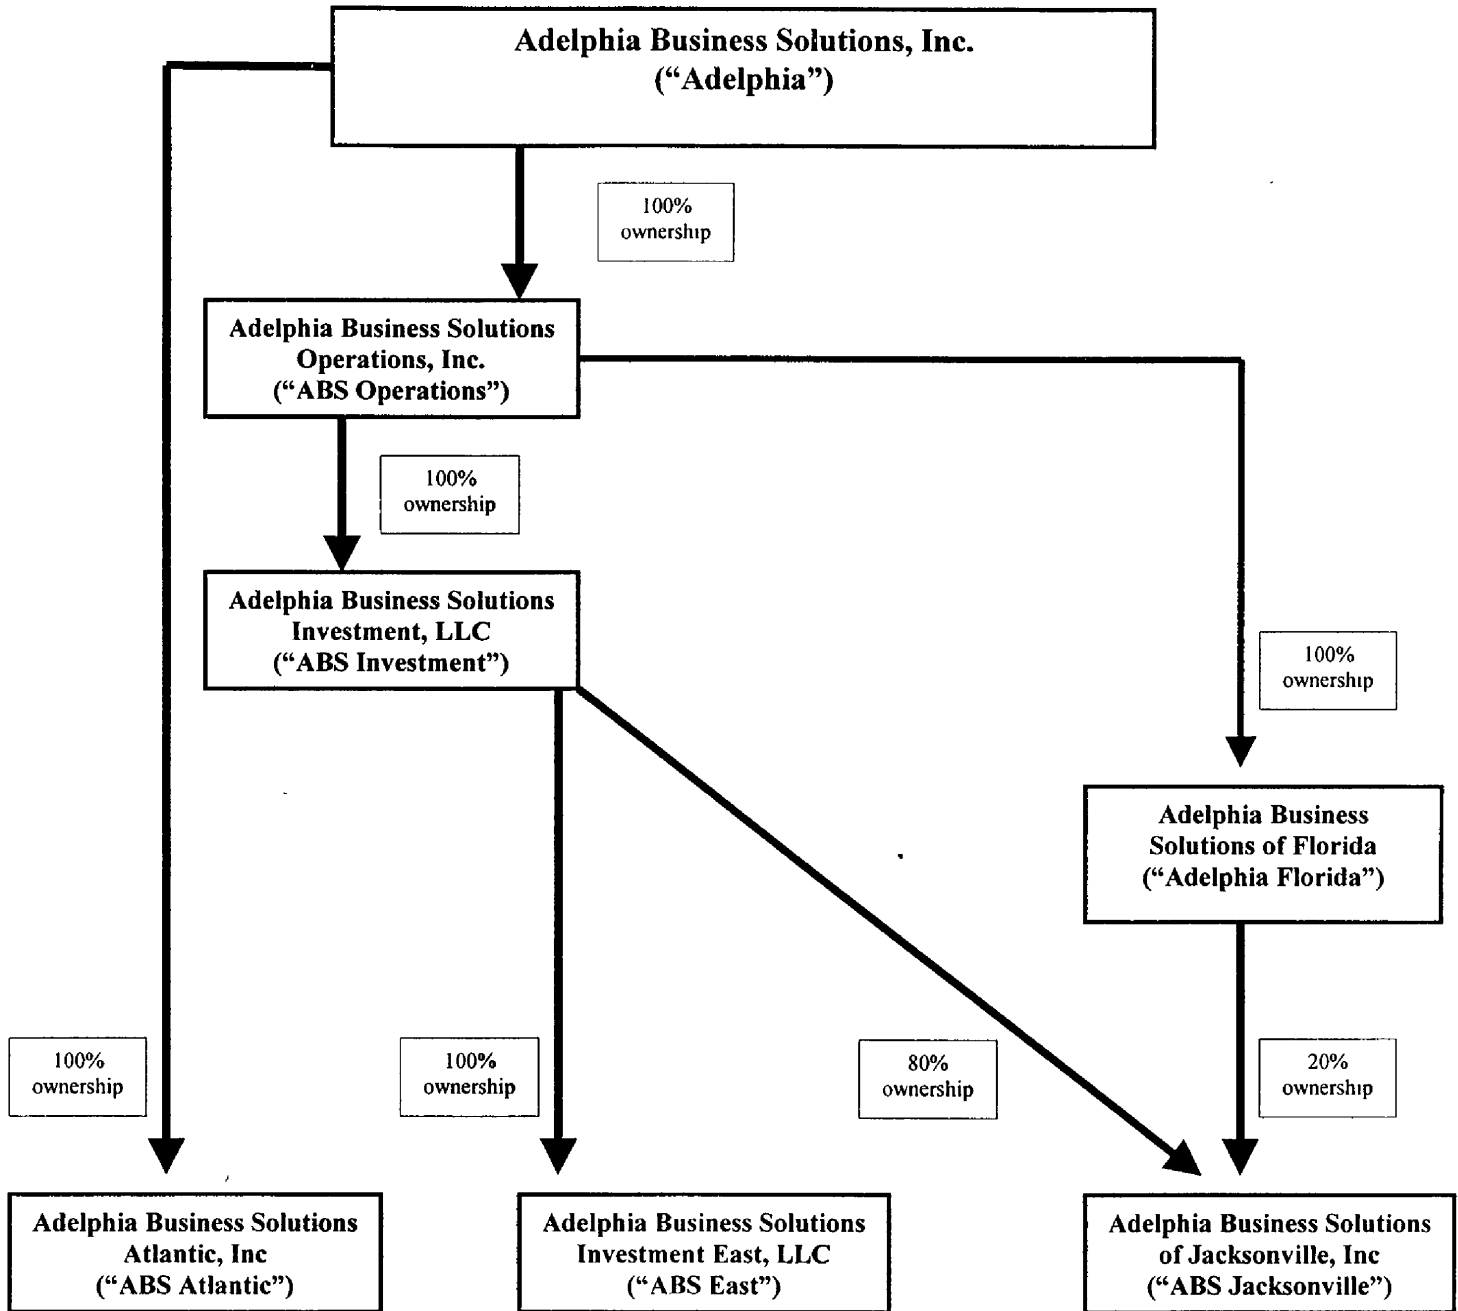 Adelphia Business Solutions, Inc.
(“Adelphia”)
100%
ownership
Adelphia Business Solutions
Operations, Inc.
(“ABS Operations”)
100%
ownership
Adelphia Business Solutions
Investment, LLC
(“ABS Investment”)
100%
ownership
Adelphia Business
Solutions of Florida
(“Adelphia Florida”)
100%
ownership
100%
ownership
80%
ownership
20%
ownership
Adelphia Business Solutions
Atlantic, Inc
(“ABS Atlantic”)
Adelphia Business Solutions
Investment East, LLC
(“ABS East”)
Adelphia Business Solutions
of Jacksonville, Inc
(“ABS Jacksonville”)